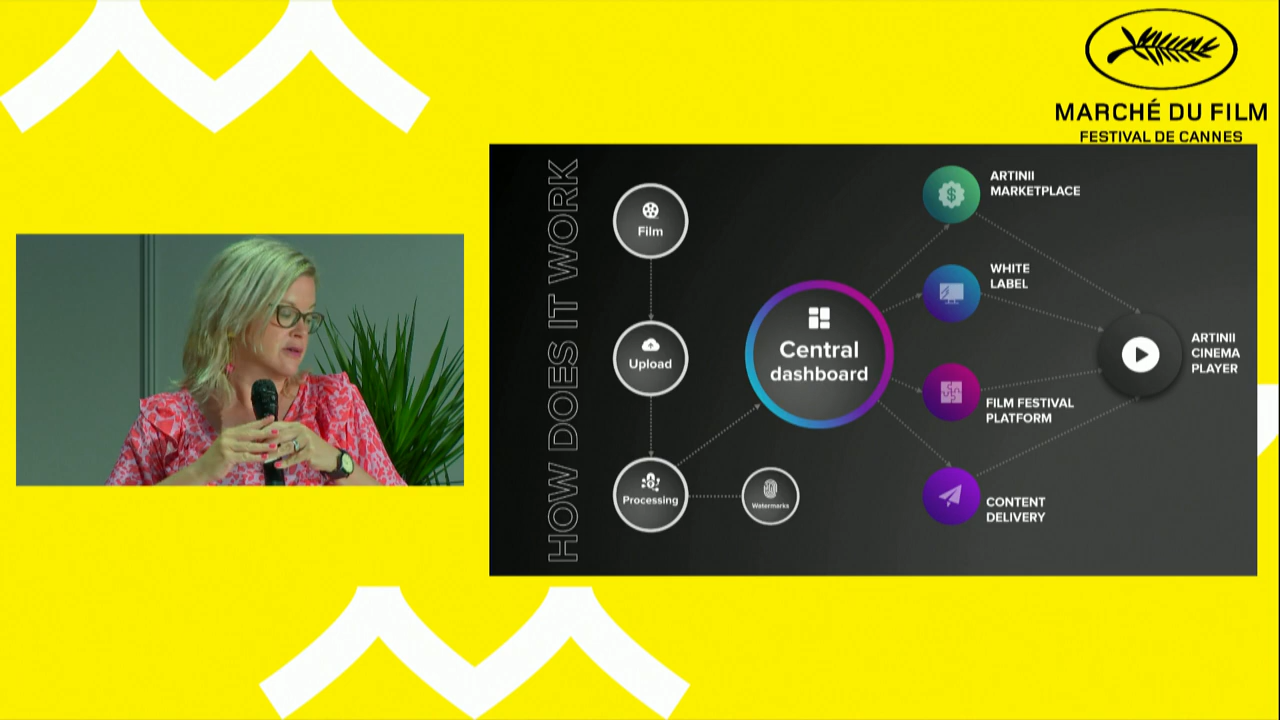 MARCHÉ DU FILM
FESTIVAL DE CANNES
HOW DOES IT WORK
Film
Upload
Processing
Watermarks
Central
dashboard
ARTINII
MARKETPLACE
WHITE
LABEL
FILM FESTIVAL
PLATFORM
CONTENT
DELIVERY
ARTINII
CINEMA
PLAYER